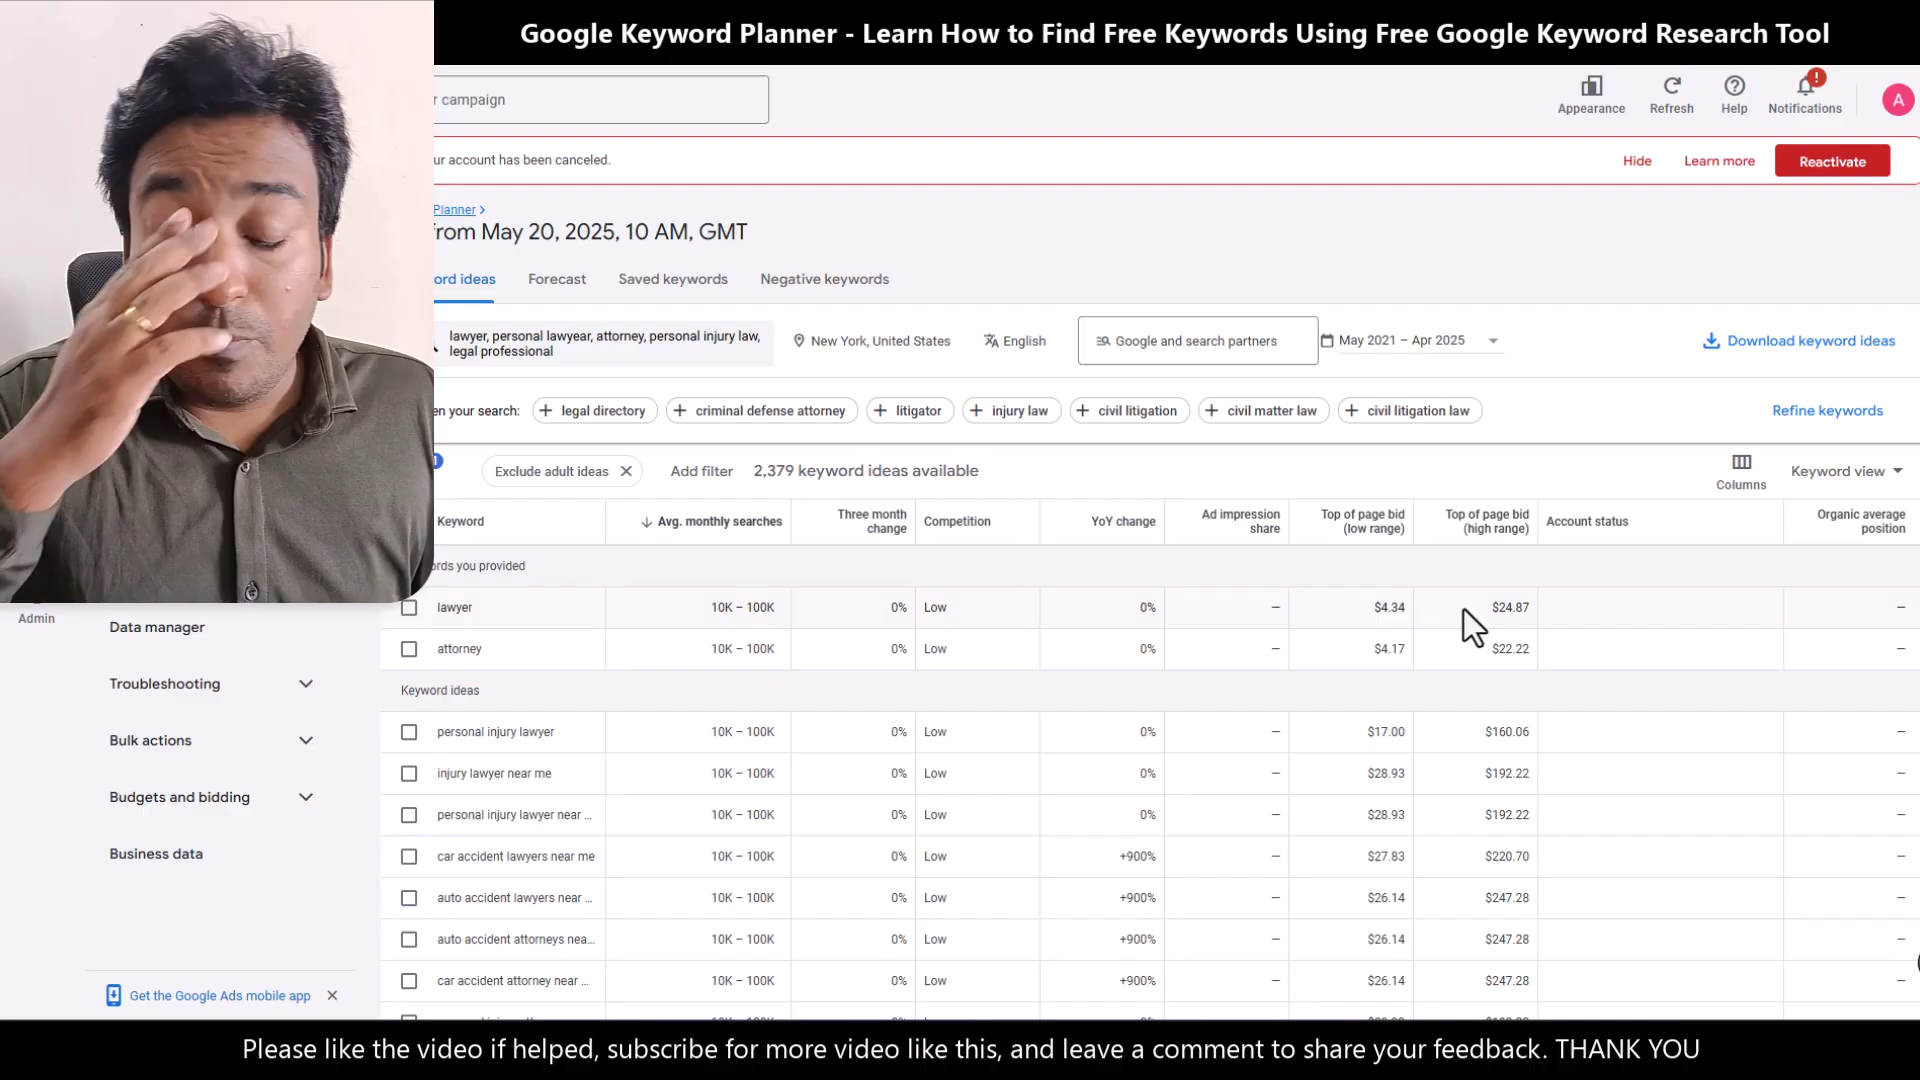 Google Keyword Planner - Learn How to Find Free Keywords Using Free Google Keyword Research Tool
r campaign
Appearance
Refresh
Help
Notifications
A
ur account has been canceled.
Hide
Learn more
Reactivate
Planner
from May 20, 2025, 10 AM, GMT
ord ideas
Forecast
Saved keywords
Negative keywords
lawyer, personal lawyear, attorney, personal injury law,
legal professional
New York, United States
English
Google and search partners
May 2021 – Apr 2025
Download keyword ideas
en your search:
legal directory
criminal defense attorney
litigator
injury law
civil litigation
civil matter law
civil litigation law
Refine keywords
Exclude adult ideas
Add filter
2,379 keyword ideas available
Columns
Keyword view
Keyword
Avg. monthly searches
Three month
change
Competition
YoY change
Ad impression
share
Top of page bid
(low range)
Top of page bid
(high range)
Account status
Organic average
position
ords you provided
lawyer 10K – 100K 0% Low 0% – $4.34 $24.87 –
attorney 10K – 100K 0% Low 0% – $4.17 $22.22 –
Keyword ideas
personal injury lawyer 10K – 100K 0% Low 0% – $17.00 $160.06 –
injury lawyer near me 10K – 100K 0% Low 0% – $28.93 $192.22 –
personal injury lawyer near ... 10K – 100K 0% Low 0% – $28.93 $192.22 –
car accident lawyers near me 10K – 100K 0% Low +900% – $27.83 $220.70 –
auto accident lawyers near ... 10K – 100K 0% Low +900% – $26.14 $247.28 –
auto accident attorneys nea... 10K – 100K 0% Low +900% – $26.14 $247.28 –
car accident attorney near ... 10K – 100K 0% Low +900% – $26.14 $247.28 –
Admin
Data manager
Troubleshooting
Bulk actions
Budgets and bidding
Business data
Get the Google Ads mobile app
Please like the video if helped, subscribe for more video like this, and leave a comment to share your feedback. THANK YOU